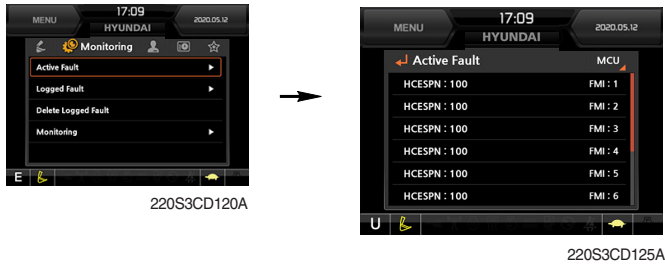 MENU
17:09
2020.05.12
HYUNDAI
Monitoring
Active Fault
Logged Fault
Delete Logged Fault
Monitoring
E
220S3CD120A
MENU
17:09
2020.05.12
HYUNDAI
Active Fault MCU
HCESPN : 100 FMI : 1
HCESPN : 100 FMI : 2
HCESPN : 100 FMI : 3
HCESPN : 100 FMI : 4
HCESPN : 100 FMI : 5
HCESPN : 100 FMI : 6
U
220S3CD125A